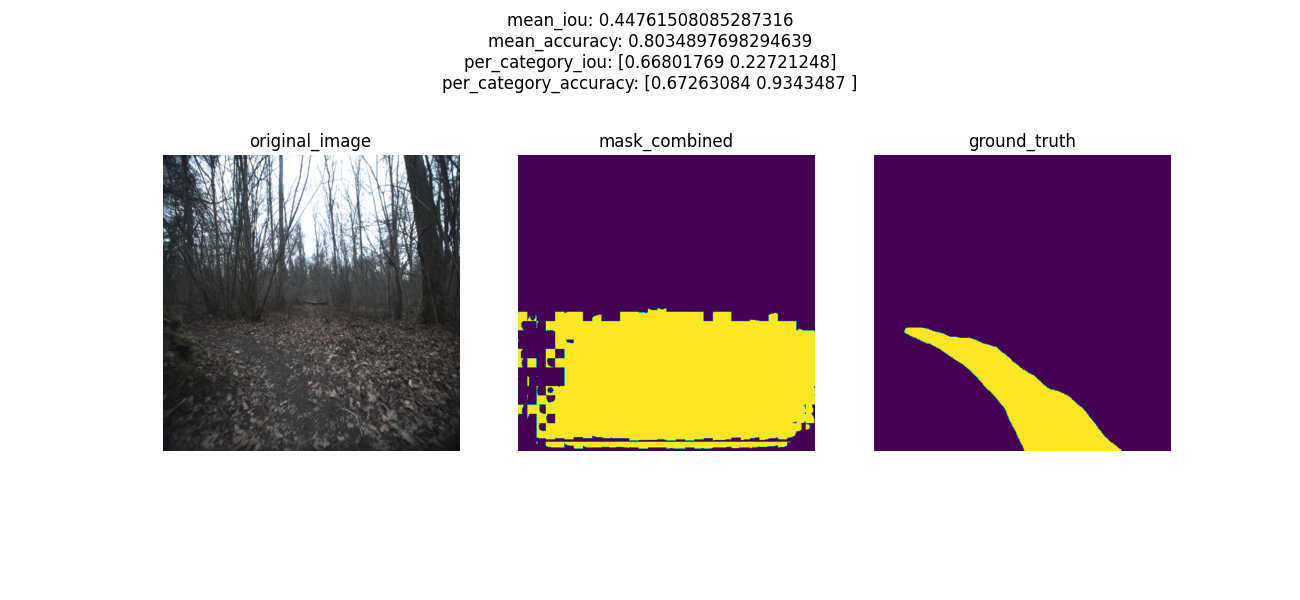 mean_iou: 0.44761508085287316
mean_accuracy: 0.8034897698294639
per_category_iou: [0.66801769 0.22721248]
per_category_accuracy: [0.67263084 0.9343487 ]
original_image
mask_combined
ground_truth